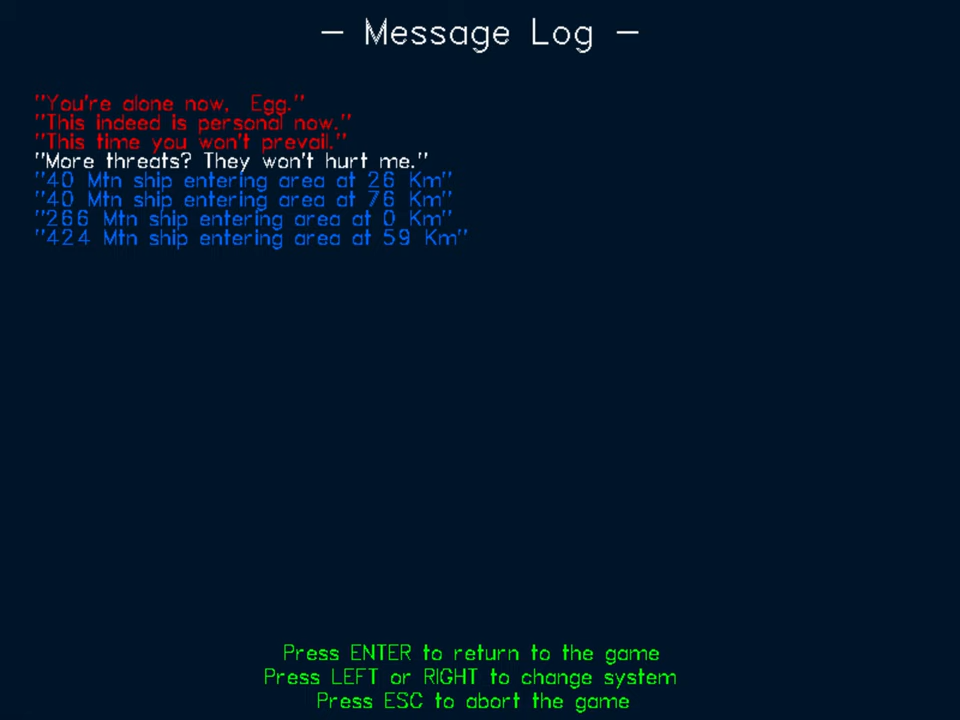 - Message Log -
"You're alone now,  Egg."
"This indeed is personal now."
"This time you won't prevail."
"More threats? They won't hurt me."
"40 Mtn ship entering area at 26 Km"
"40 Mtn ship entering area at 76 Km"
"266 Mtn ship entering area at 0 Km"
"424 Mtn ship entering area at 59 Km"
Press ENTER to return to the game
Press LEFT or RIGHT to change system
Press ESC to abort the game